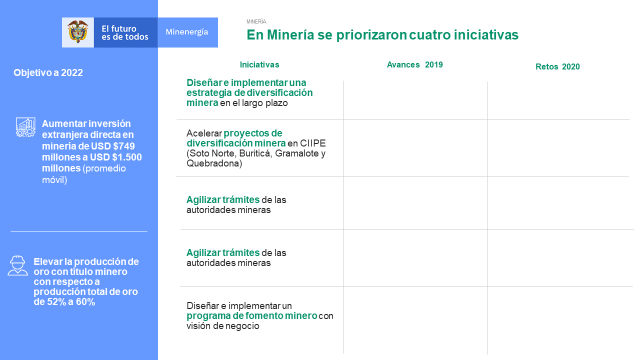 El futuro
es de todos
Minenergía
MINERÍA
En Minería se priorizaron cuatro iniciativas
Objetivo a 2022
Iniciativas
Avances 2019
Retos 2020
Diseñar e implementar una
estrategia de diversificación
minera en el largo plazo
Aumentar inversión
extranjera directa en
minería de USD $749
millones a USD $1.500
millones (promedio
móvil)
Acelerar proyectos de
diversificación minera en CIIPE
(Soto Norte, Buriticá, Gramalote y
Quebradona)
Agilizar trámites de las
autoridades mineras
Agilizar trámites de las
autoridades mineras
Elevar la producción de
oro con título minero
con respecto a
producción total de oro
de 52% a 60%
Diseñar e implementar un
programa de fomento minero con
visión de negocio